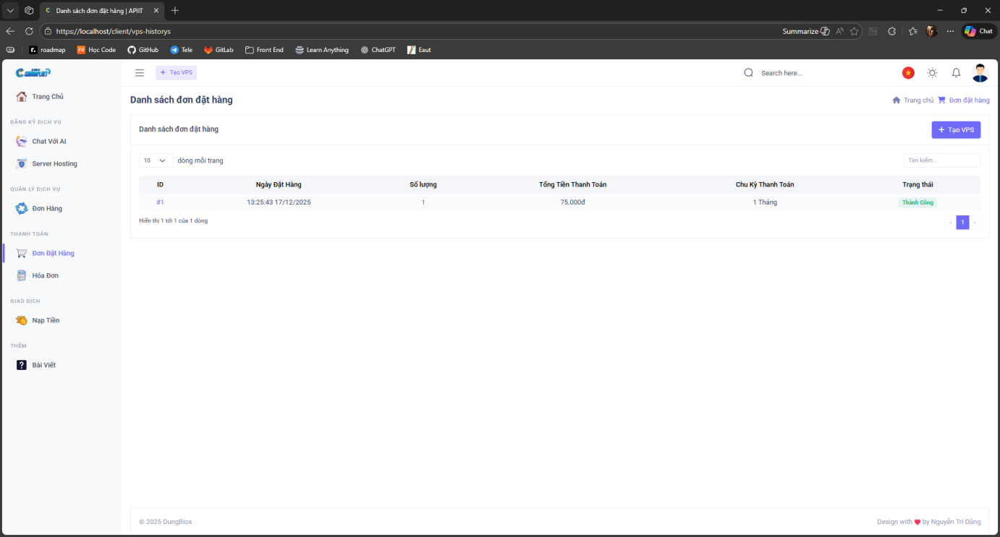 Danh sách đơn đặt hàng | APIIT
https://localhost/client/vps-historys
Summarize
Chat
roadmap
Học Code
GitHub
Tele
GitLab
Front End
Learn Anything
ChatGPT
Eaut
+ Tạo VPS
Search here...
Trang Chủ
ĐĂNG KÝ DỊCH VỤ
Chat Với AI
Server Hosting
QUẢN LÝ DỊCH VỤ
Đơn Hàng
THANH TOÁN
Đơn Đặt Hàng
Hóa Đơn
GIAO DỊCH
Nạp Tiền
THÊM
Bài Viết
Danh sách đơn đặt hàng
Trang chủ Đơn đặt hàng
Danh sách đơn đặt hàng
+ Tạo VPS
10 dòng mỗi trang
Tìm kiếm...
ID Ngày Đặt Hàng Số lượng Tổng Tiền Thanh Toán Chu Kỳ Thanh Toán Trạng thái
#1 13:25:43 17/12/2025 1 75.000đ 1 Tháng Thành Công
Hiển thị 1 tới 1 của 1 dòng
« 1 »
© 2025 DungBios
Design with ❤ by Nguyễn Trí Dũng